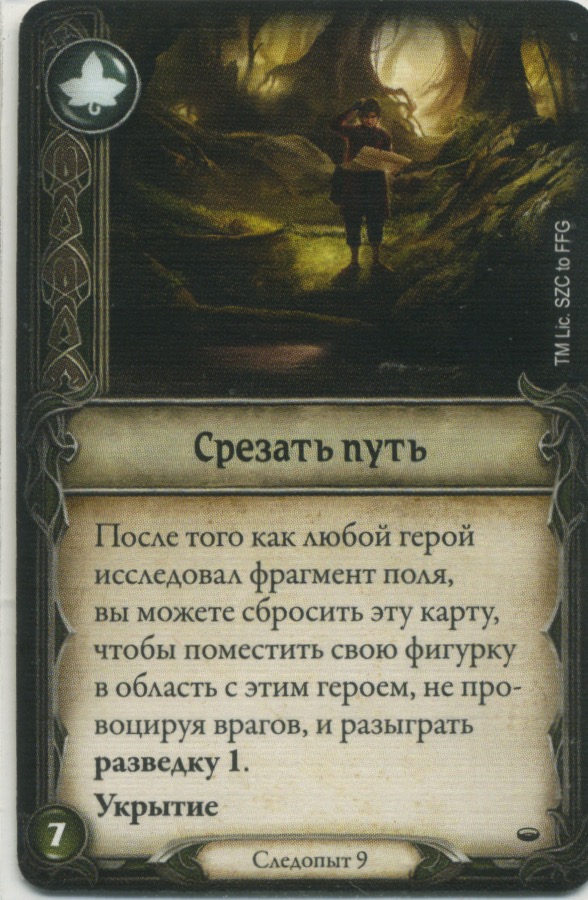 TM Lic. SZC to FFG
Срезать путь
После того как любой герой
исследовал фрагмент поля,
вы можете сбросить эту карту,
чтобы поместить свою фигурку
в область с этим героем, не про-
воцируя врагов, и разыграть
разведку 1.
Укрытие
7
Следопыт 9